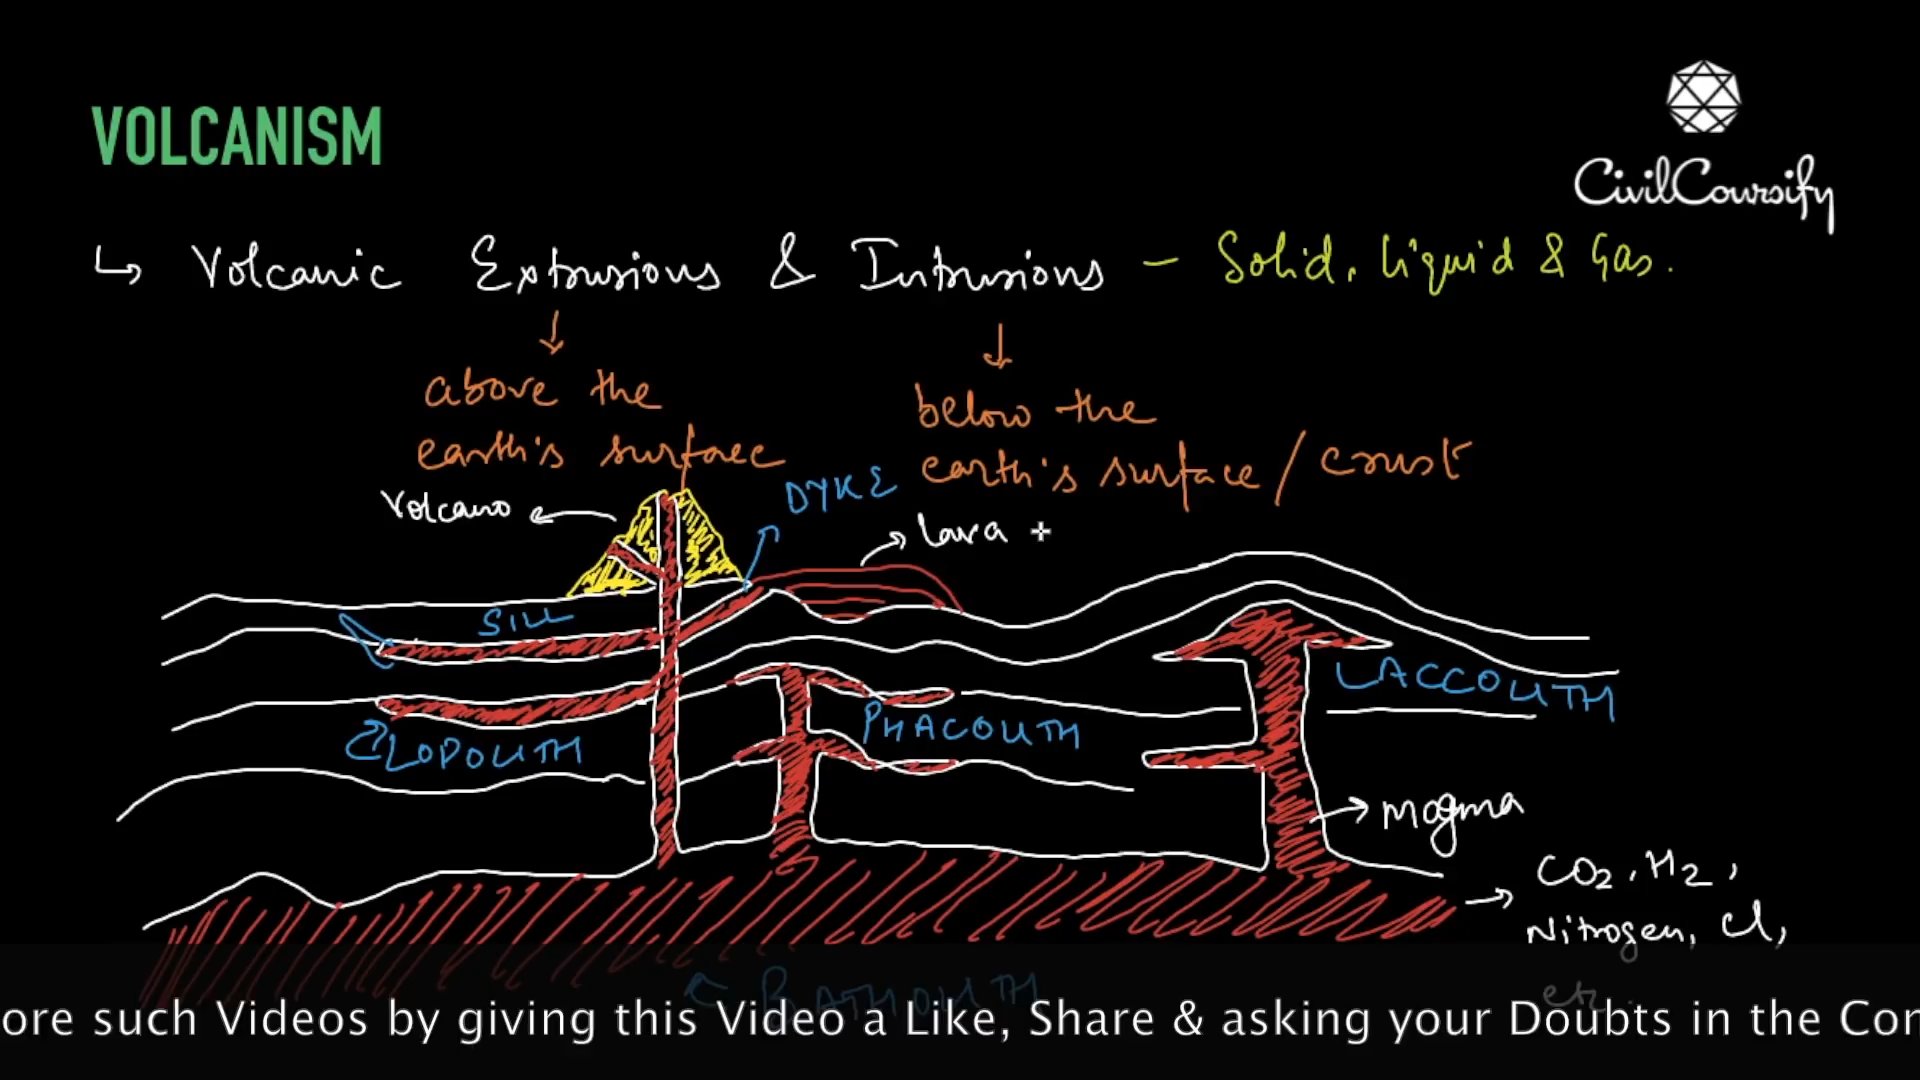 VOLCANISM
CivilCoursify
↳ Volcanic Extrusions & Intrusions – Solid, Liquid & Gas.
↓ ↓
above the
earth's surface
below the
earth's surface / crust
Volcano
DYKE
Lava +
SILL
LACCOLITH
PHACOLITH
LOPOLITH
→ Magma
→ CO2, H2,
Nitrogen, Cl,
etc.
BATHOLITH
ore such Videos by giving this Video a Like, Share & asking your Doubts in the Cor